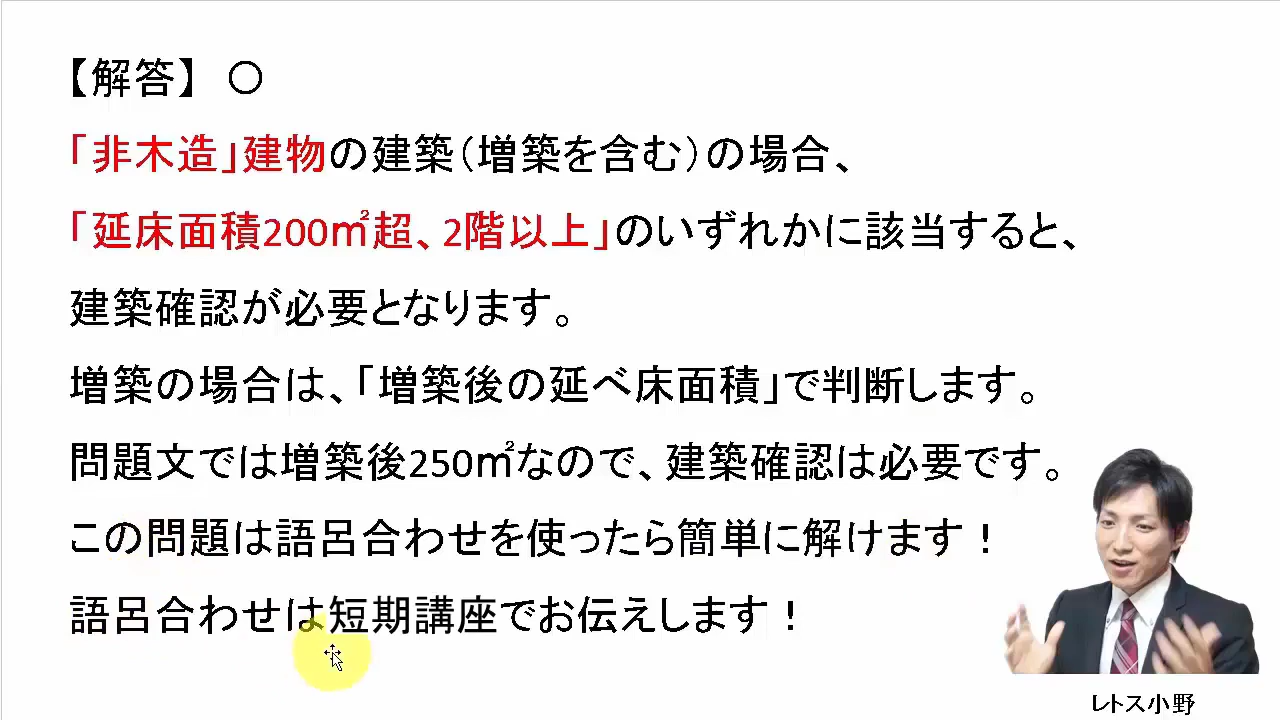 【解答】 〇
「非木造」建物の建築（増築を含む）の場合、
「延床面積200㎡超、2階以上」のいずれかに該当すると、
建築確認が必要となります。
増築の場合は、「増築後の延べ床面積」で判断します。
問題文では増築後250㎡なので、建築確認は必要です。
この問題は語呂合わせを使ったら簡単に解けます！
語呂合わせは短期講座でお伝えします！
レトス小野